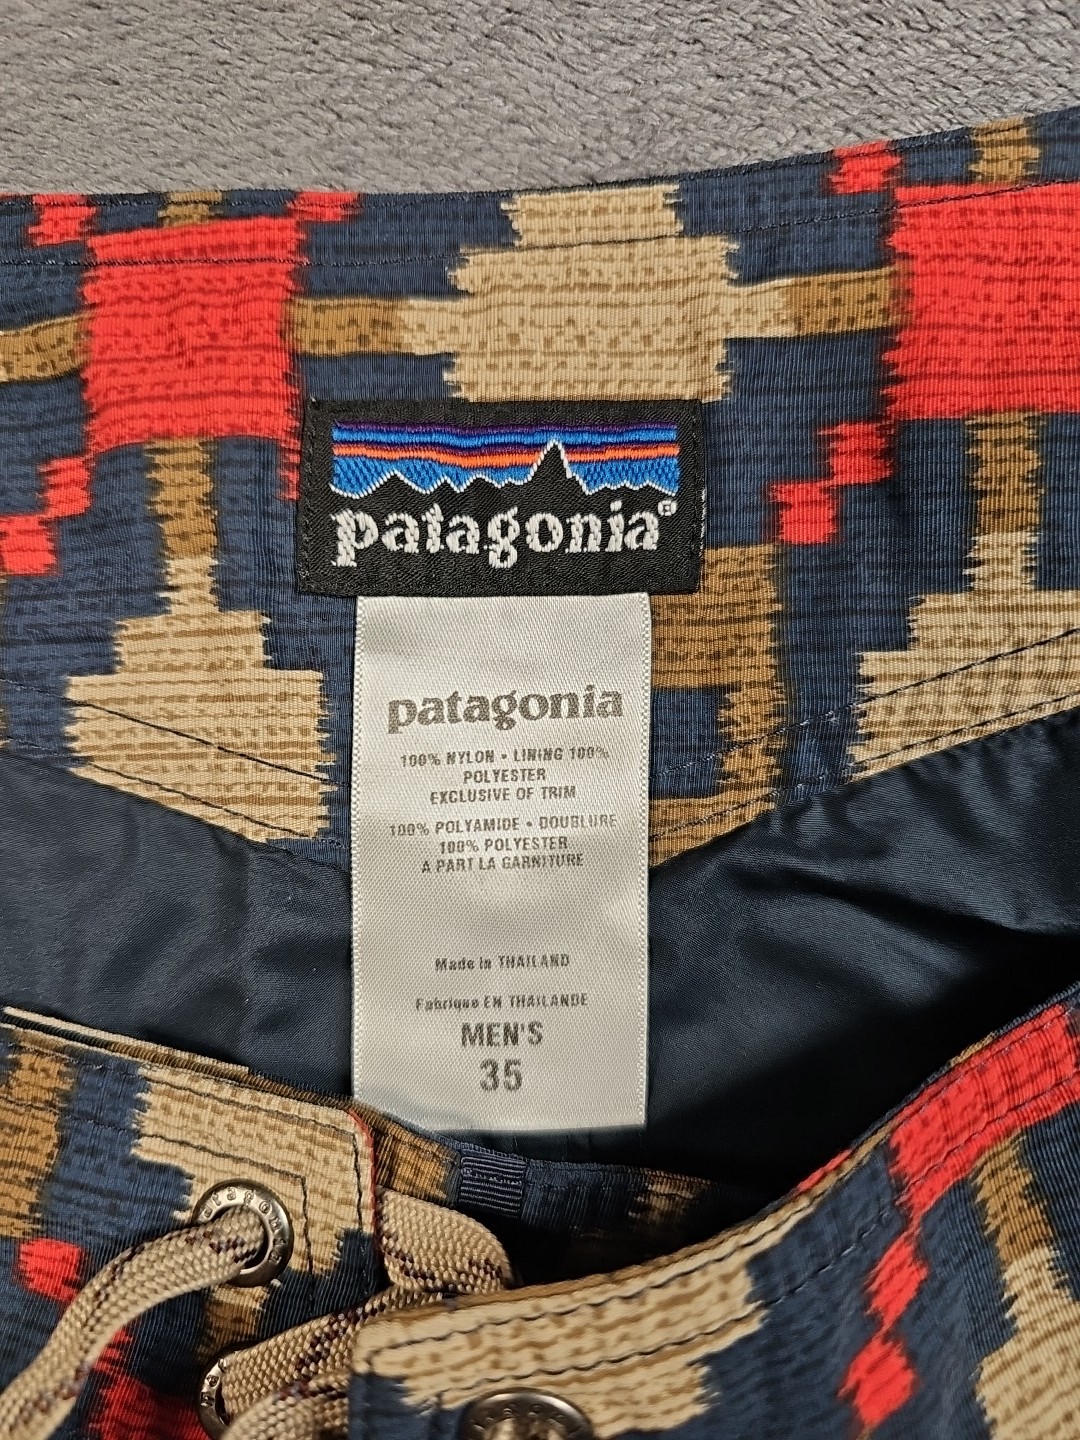 patagonia®
patagonia
100% NYLON • LINING 100%
POLYESTER
EXCLUSIVE OF TRIM
100% POLYAMIDE • DOUBLURE
100% POLYESTER
A PART LA GARNITURE
Made in THAILAND
Fabrique EN THAILANDE
MEN'S
35